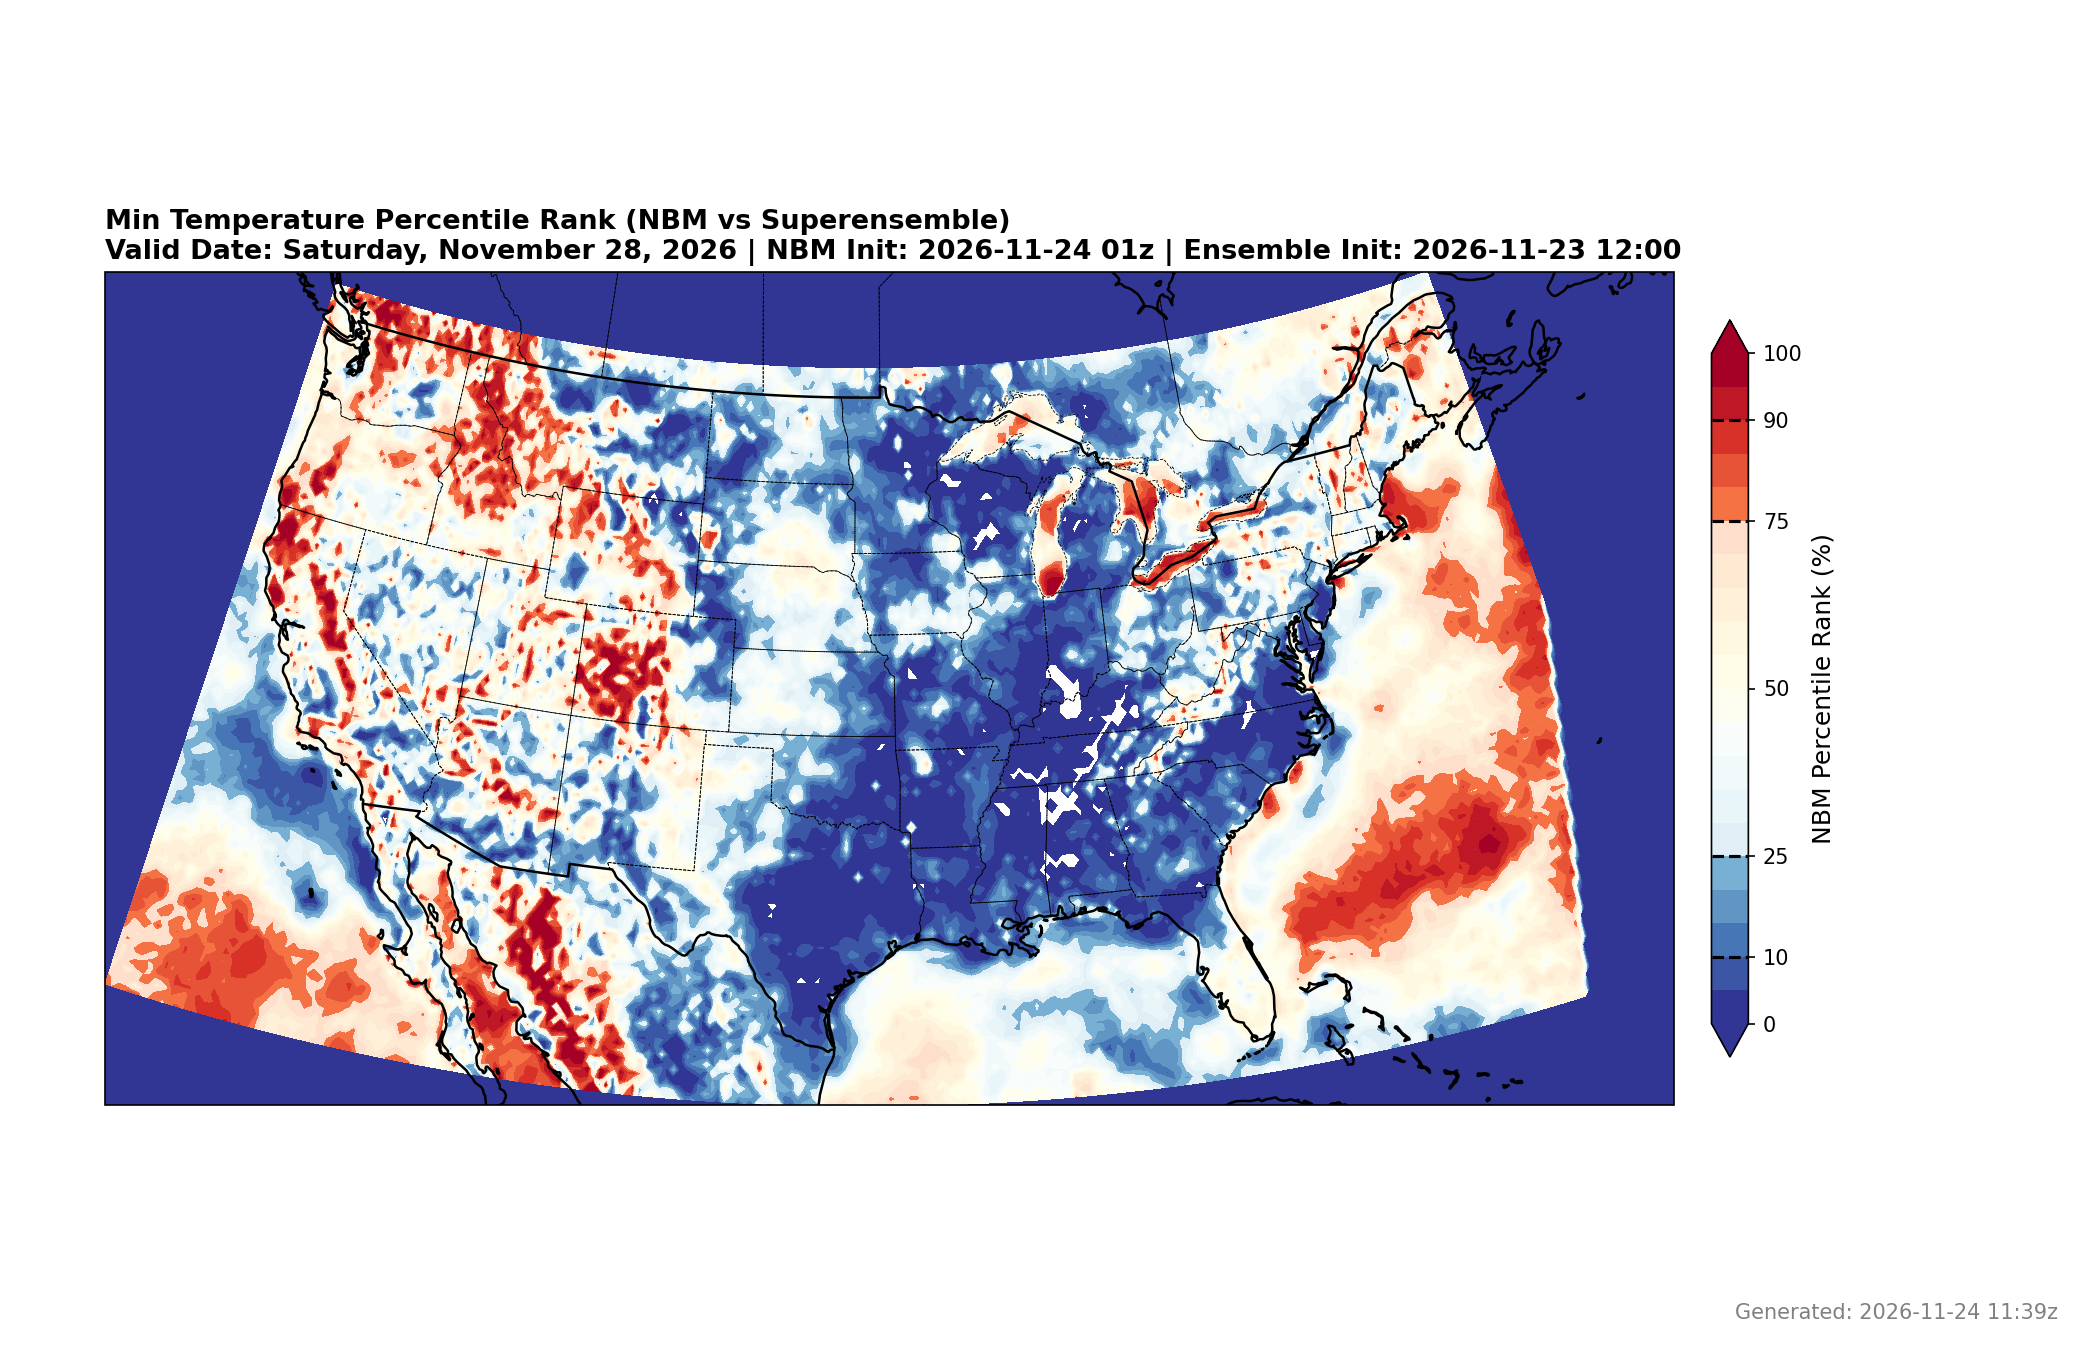 Min Temperature Percentile Rank (NBM vs Superensemble)
Valid Date: Saturday, November 28, 2026 | NBM Init: 2026-11-24 01z | Ensemble Init: 2026-11-23 12:00
100
90
75
50
25
10
0
NBM Percentile Rank (%)
Generated: 2026-11-24 11:39z